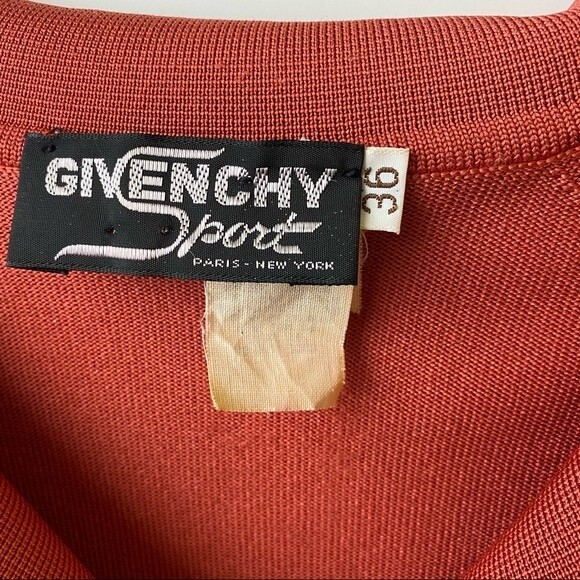 GIVENCHY
Sport
PARIS - NEW YORK
36